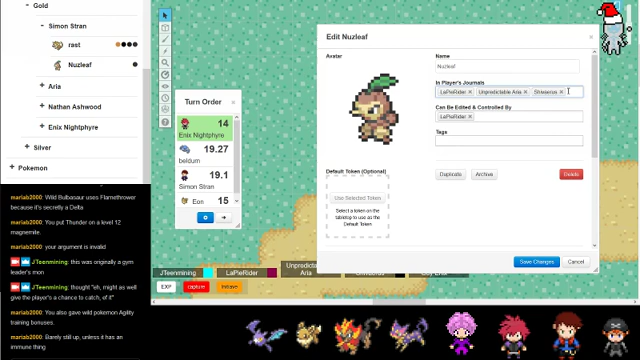 Gold
Simon Stran
rast
Nuzleaf
Aria
Nathan Ashwood
Enix Nightphyre
Silver
Pokemon
mariab2000: Wild Bulbasaur uses Flamethrower
because it's secretly a Delta
mariab2000: You put Thunder on a level 12
magnemite.
mariab2000: your argument is invalid
JTeenmining: this was originally a gym
leader's mon
JTeenmining: thought "eh, might as well
give the player's a chance to catch, of it"
mariab2000: You also gave wild pokemon Agility
training bonuses.
mariab2000: Barely still up, unless it has an
immune thing
Turn Order
14
Enix Nightphyre
19.27
beldum
19.1
Simon Stran
Eon 15
Edit Nuzleaf
Avatar
Name
Nuzleaf
In Player's Journals
LaPieRider
Unpredictable Aria
Can Be Edited & Controlled By
LaPieRider
Tags
Duplicate
Archive
Delete
Default Token (Optional)
Use Selected Token
Select a token on the
tabletop to use as the
Default Token
Save Changes
Cancel
JTeenmining
LaPieRider
Unpredictable
Aria
EXP
capture
Initiative